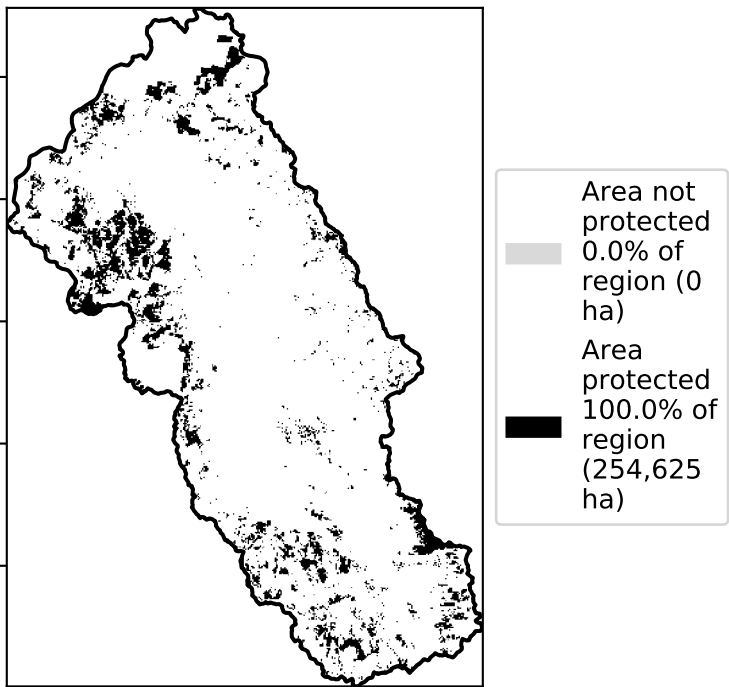 Area not
protected
0.0% of
region (0
ha)
Area
protected
100.0% of
region
(254,625
ha)